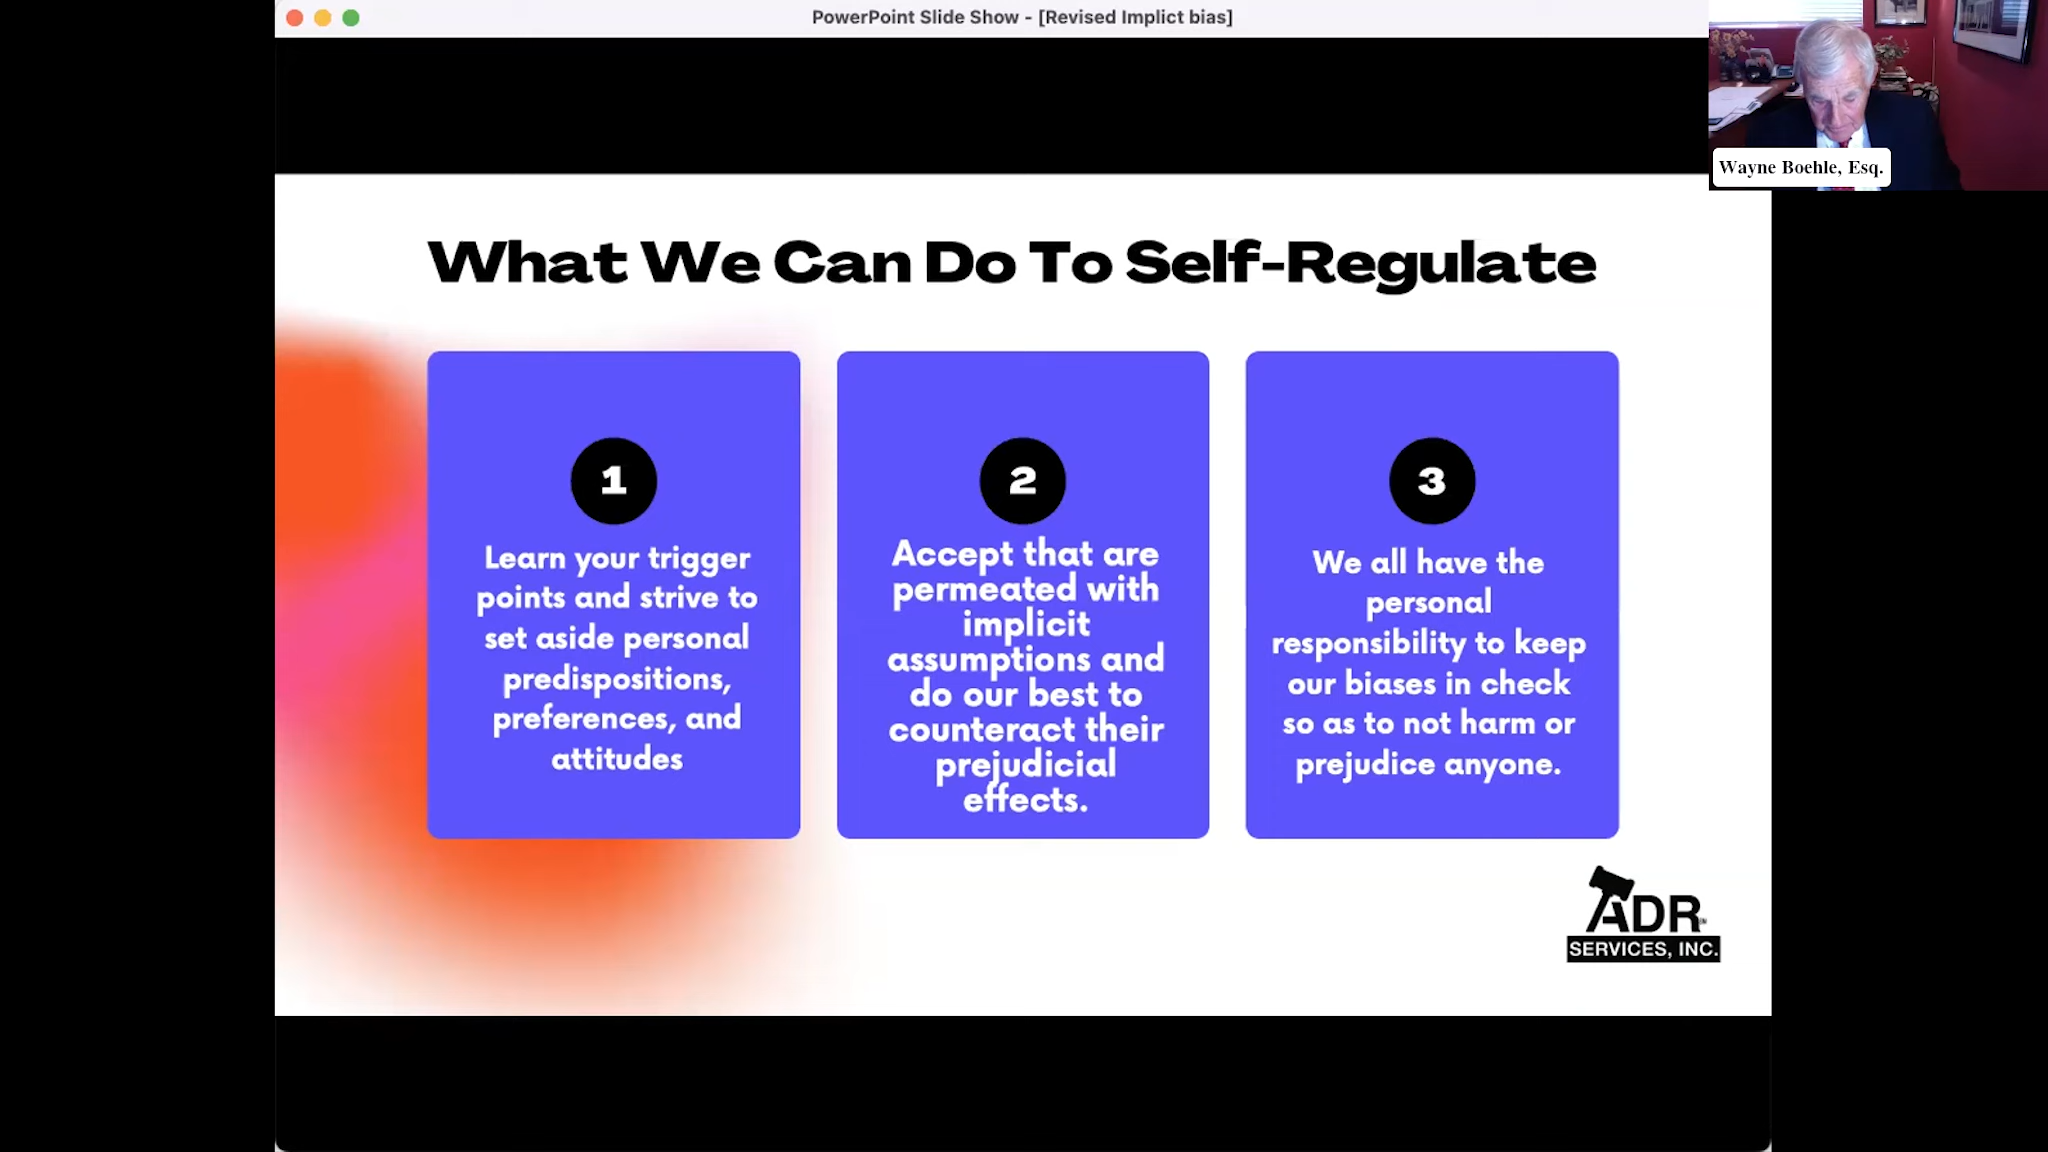 PowerPoint Slide Show - [Revised Implict bias]
Wayne Boehle, Esq.
What We Can Do To Self-Regulate
1
Learn your trigger
points and strive to
set aside personal
predispositions,
preferences, and
attitudes
2
Accept that are
permeated with
implicit
assumptions and
do our best to
counteract their
prejudicial
effects.
3
We all have the
personal
responsibility to keep
our biases in check
so as to not harm or
prejudice anyone.
ADR
SERVICES, INC.